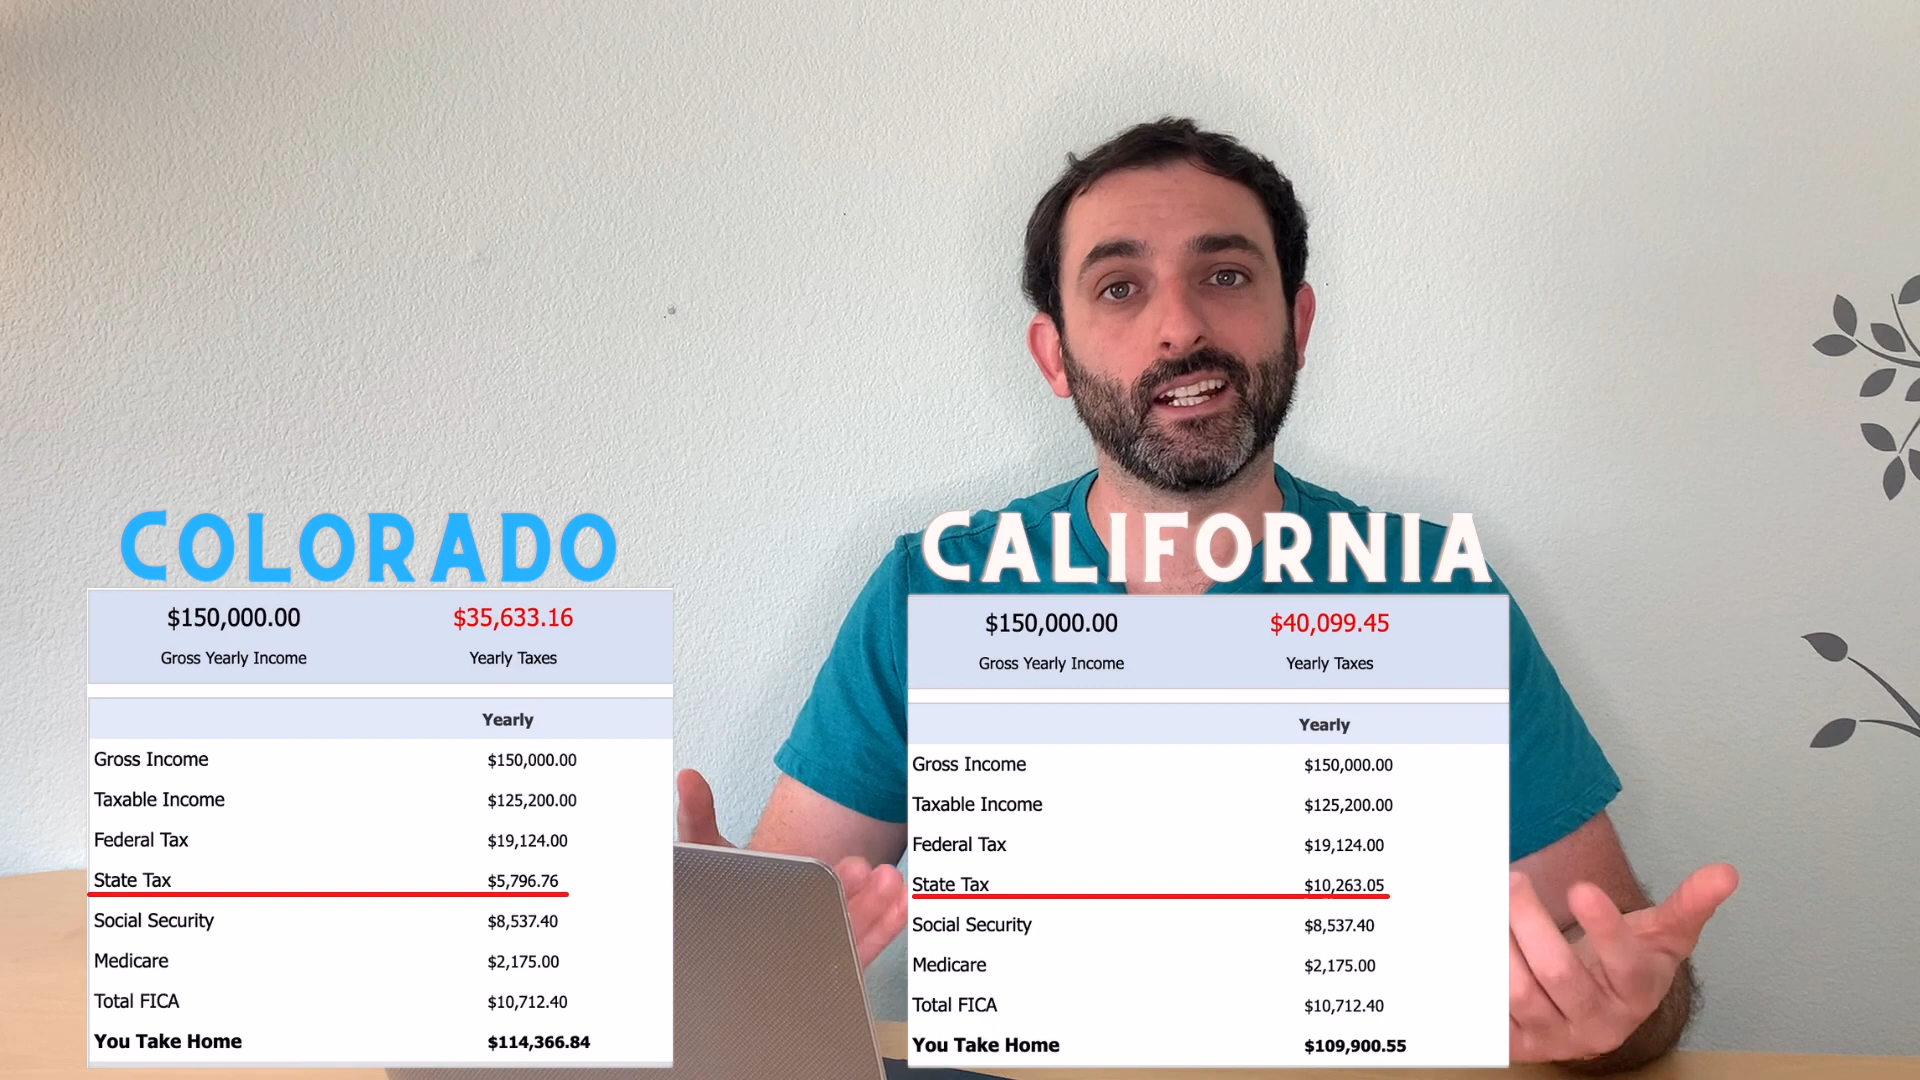 COLORADO
$150,000.00 $35,633.16
Gross Yearly Income Yearly Taxes
Yearly
Gross Income $150,000.00
Taxable Income $125,200.00
Federal Tax $19,124.00
State Tax $5,796.76
Social Security $8,537.40
Medicare $2,175.00
Total FICA $10,712.40
You Take Home $114,366.84
CALIFORNIA
$150,000.00 $40,099.45
Gross Yearly Income Yearly Taxes
Yearly
Gross Income $150,000.00
Taxable Income $125,200.00
Federal Tax $19,124.00
State Tax $10,263.05
Social Security $8,537.40
Medicare $2,175.00
Total FICA $10,712.40
You Take Home $109,900.55